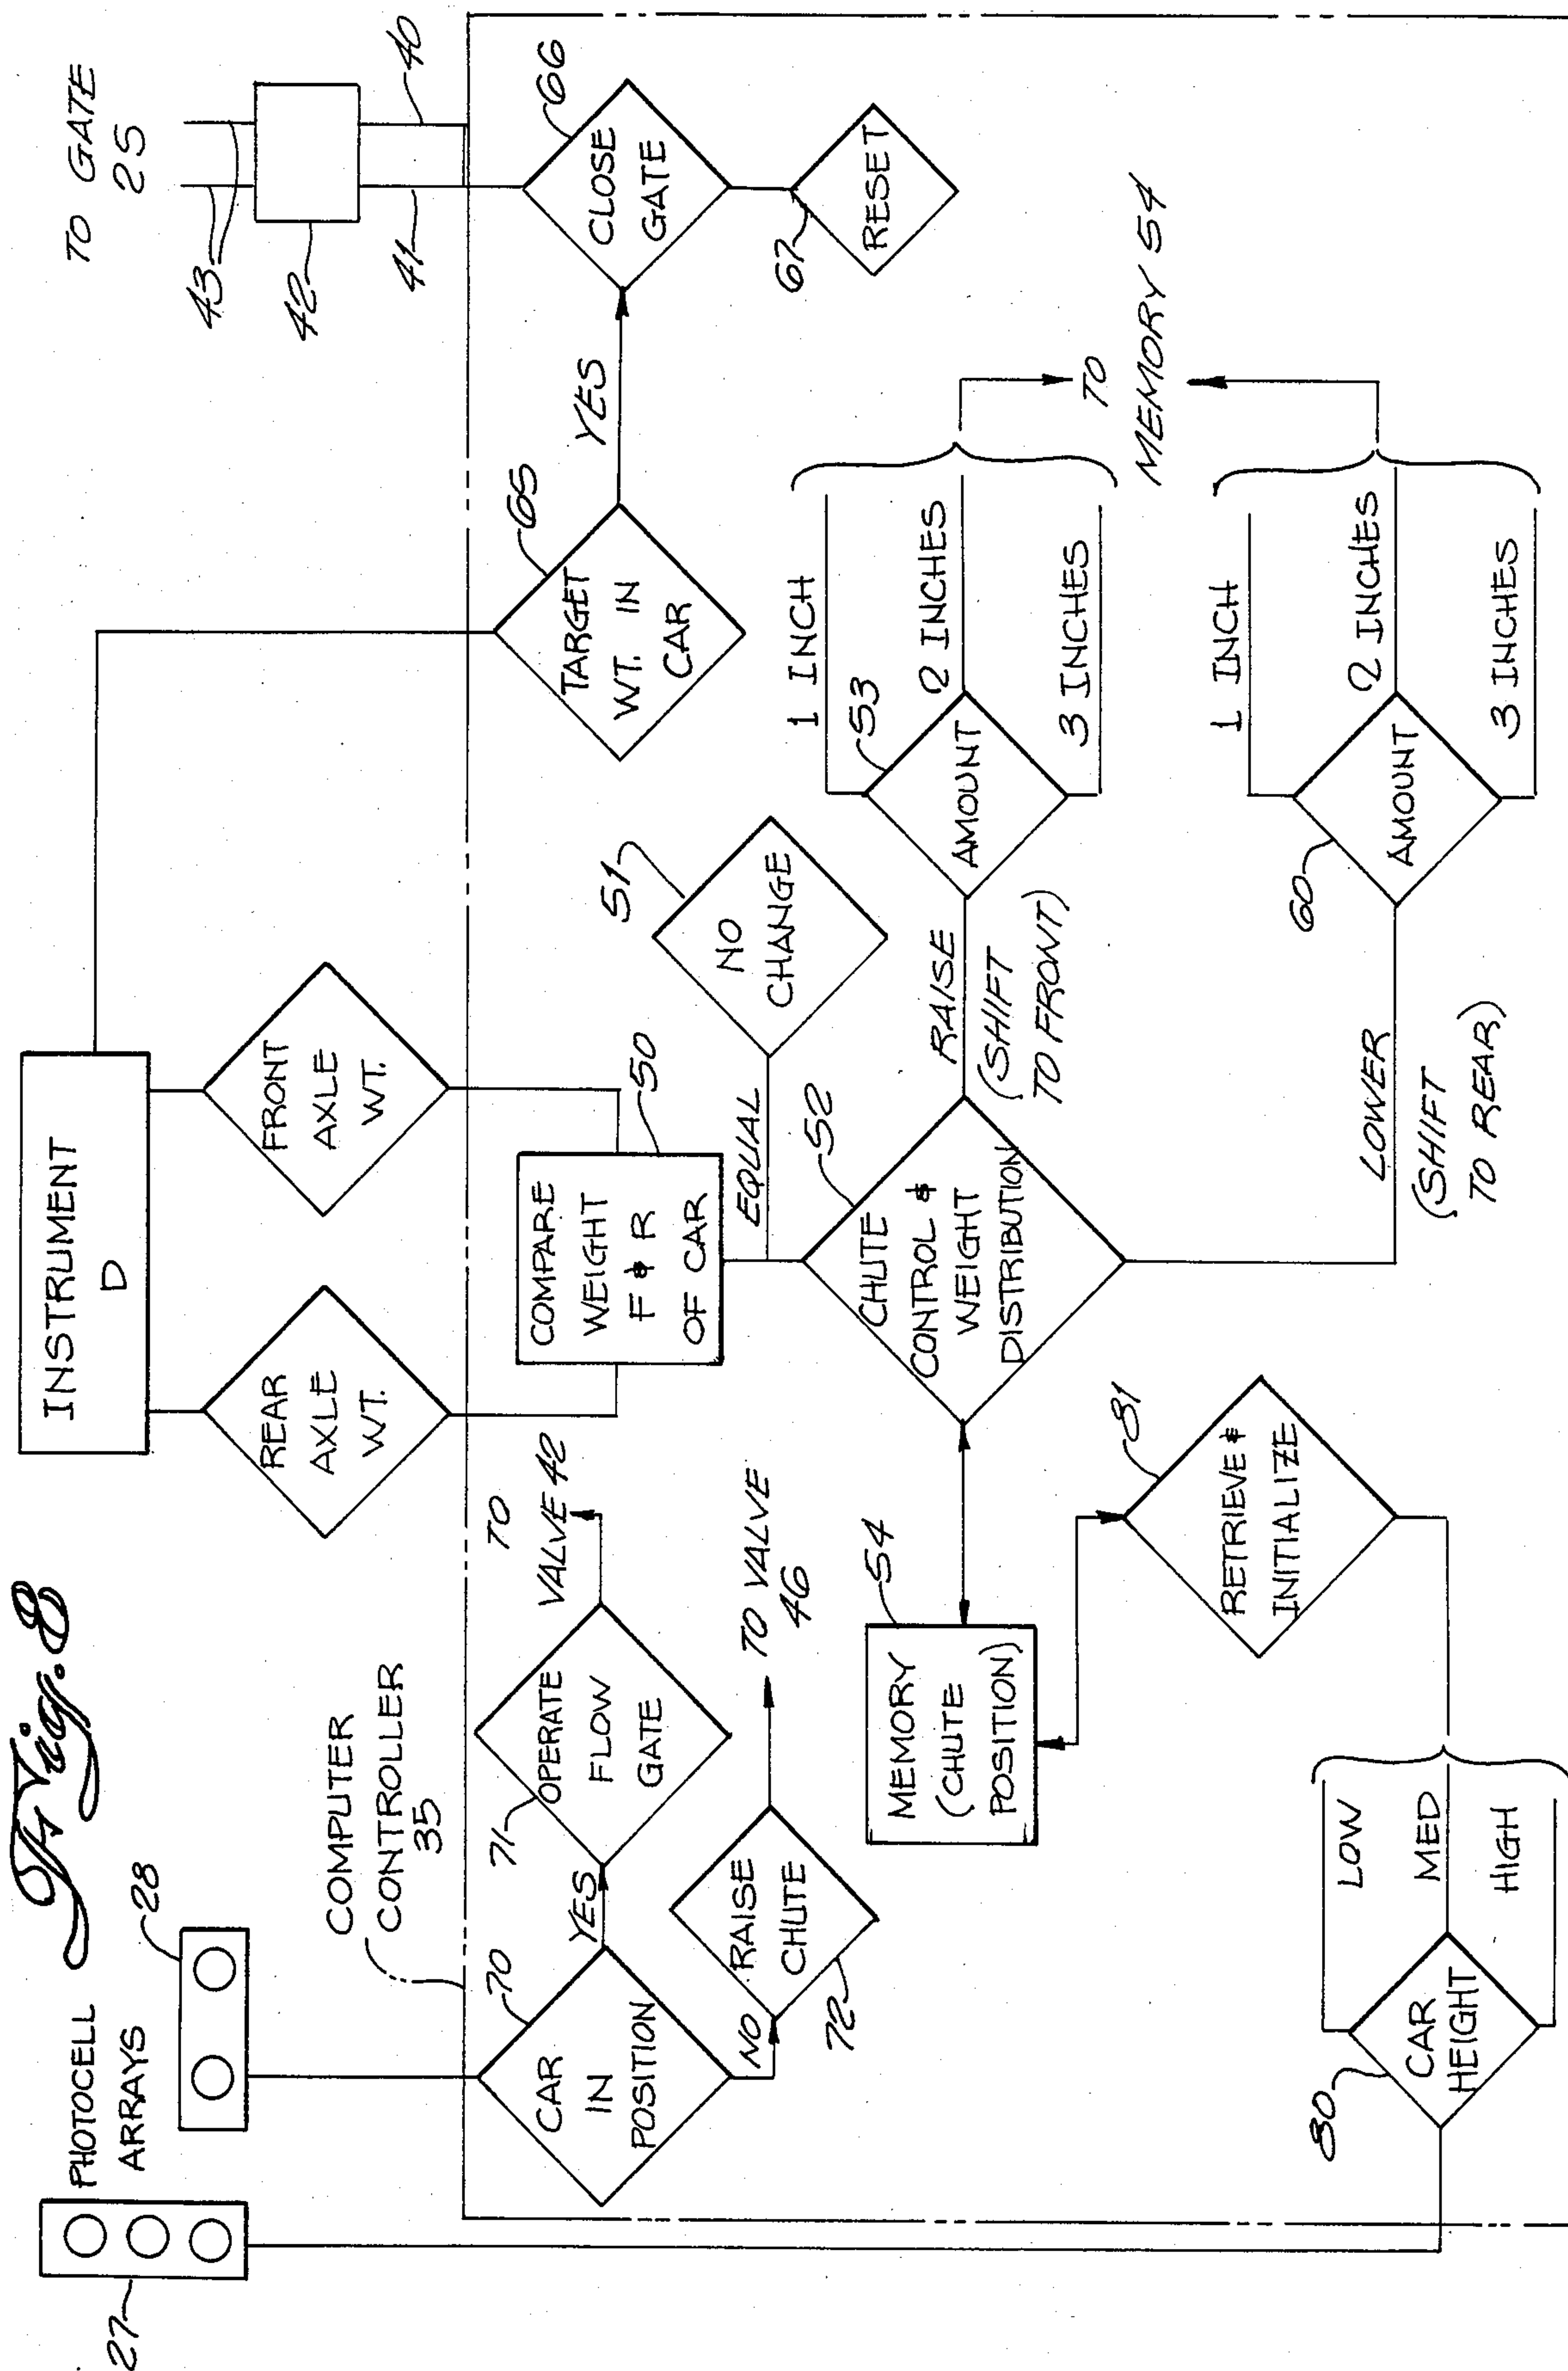 Fig. 8
PHOTOCELL
ARRAYS
27
28
INSTRUMENT
D
REAR
AXLE
WT.
FRONT
AXLE
WT.
TO GATE
25
43
42
41
40
COMPUTER
CONTROLLER
35
CAR
IN
POSITION
70
YES
OPERATE
FLOW
GATE
71
TO
VALVE 42
NO
RAISE
CHUTE
72
TO VALVE
46
COMPARE
WEIGHT
F & R
OF CAR
50
EQUAL
NO
CHANGE
51
TARGET
WT. IN
CAR
65
YES
CLOSE
GATE
66
RESET
67
CHUTE
CONTROL &
WEIGHT
DISTRIBUTION
52
RAISE
(SHIFT
TO FRONT)
AMOUNT
53
1 INCH
2 INCHES
3 INCHES
TO
MEMORY 54
LOWER
(SHIFT
TO REAR)
AMOUNT
60
1 INCH
2 INCHES
3 INCHES
MEMORY
(CHUTE
POSITION)
54
RETRIEVE &
INITIALIZE
81
CAR
HEIGHT
80
LOW
MED
HIGH